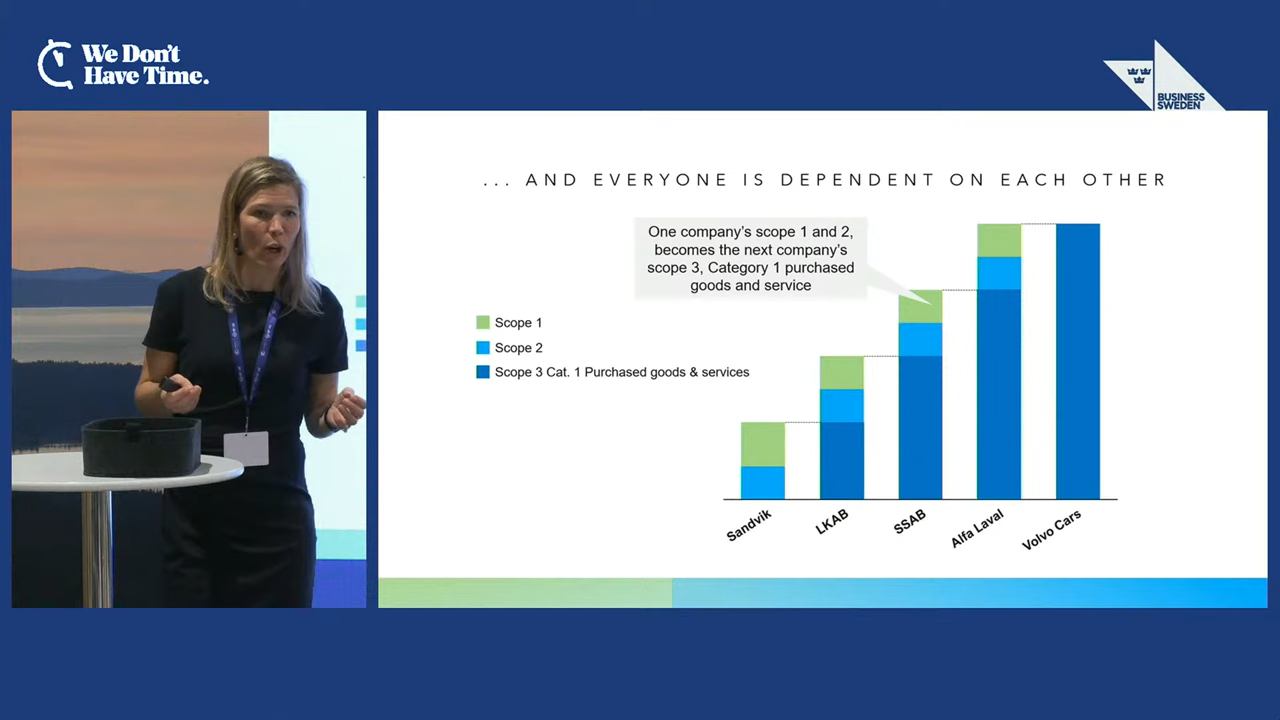 We Don't
Have Time.
BUSINESS
SWEDEN
... AND EVERYONE IS DEPENDENT ON EACH OTHER
One company's scope 1 and 2,
becomes the next company's
scope 3, Category 1 purchased
goods and service
Scope 1
Scope 2
Scope 3 Cat. 1 Purchased goods & services
Sandvik
LKAB
SSAB
Alfa Laval
Volvo Cars